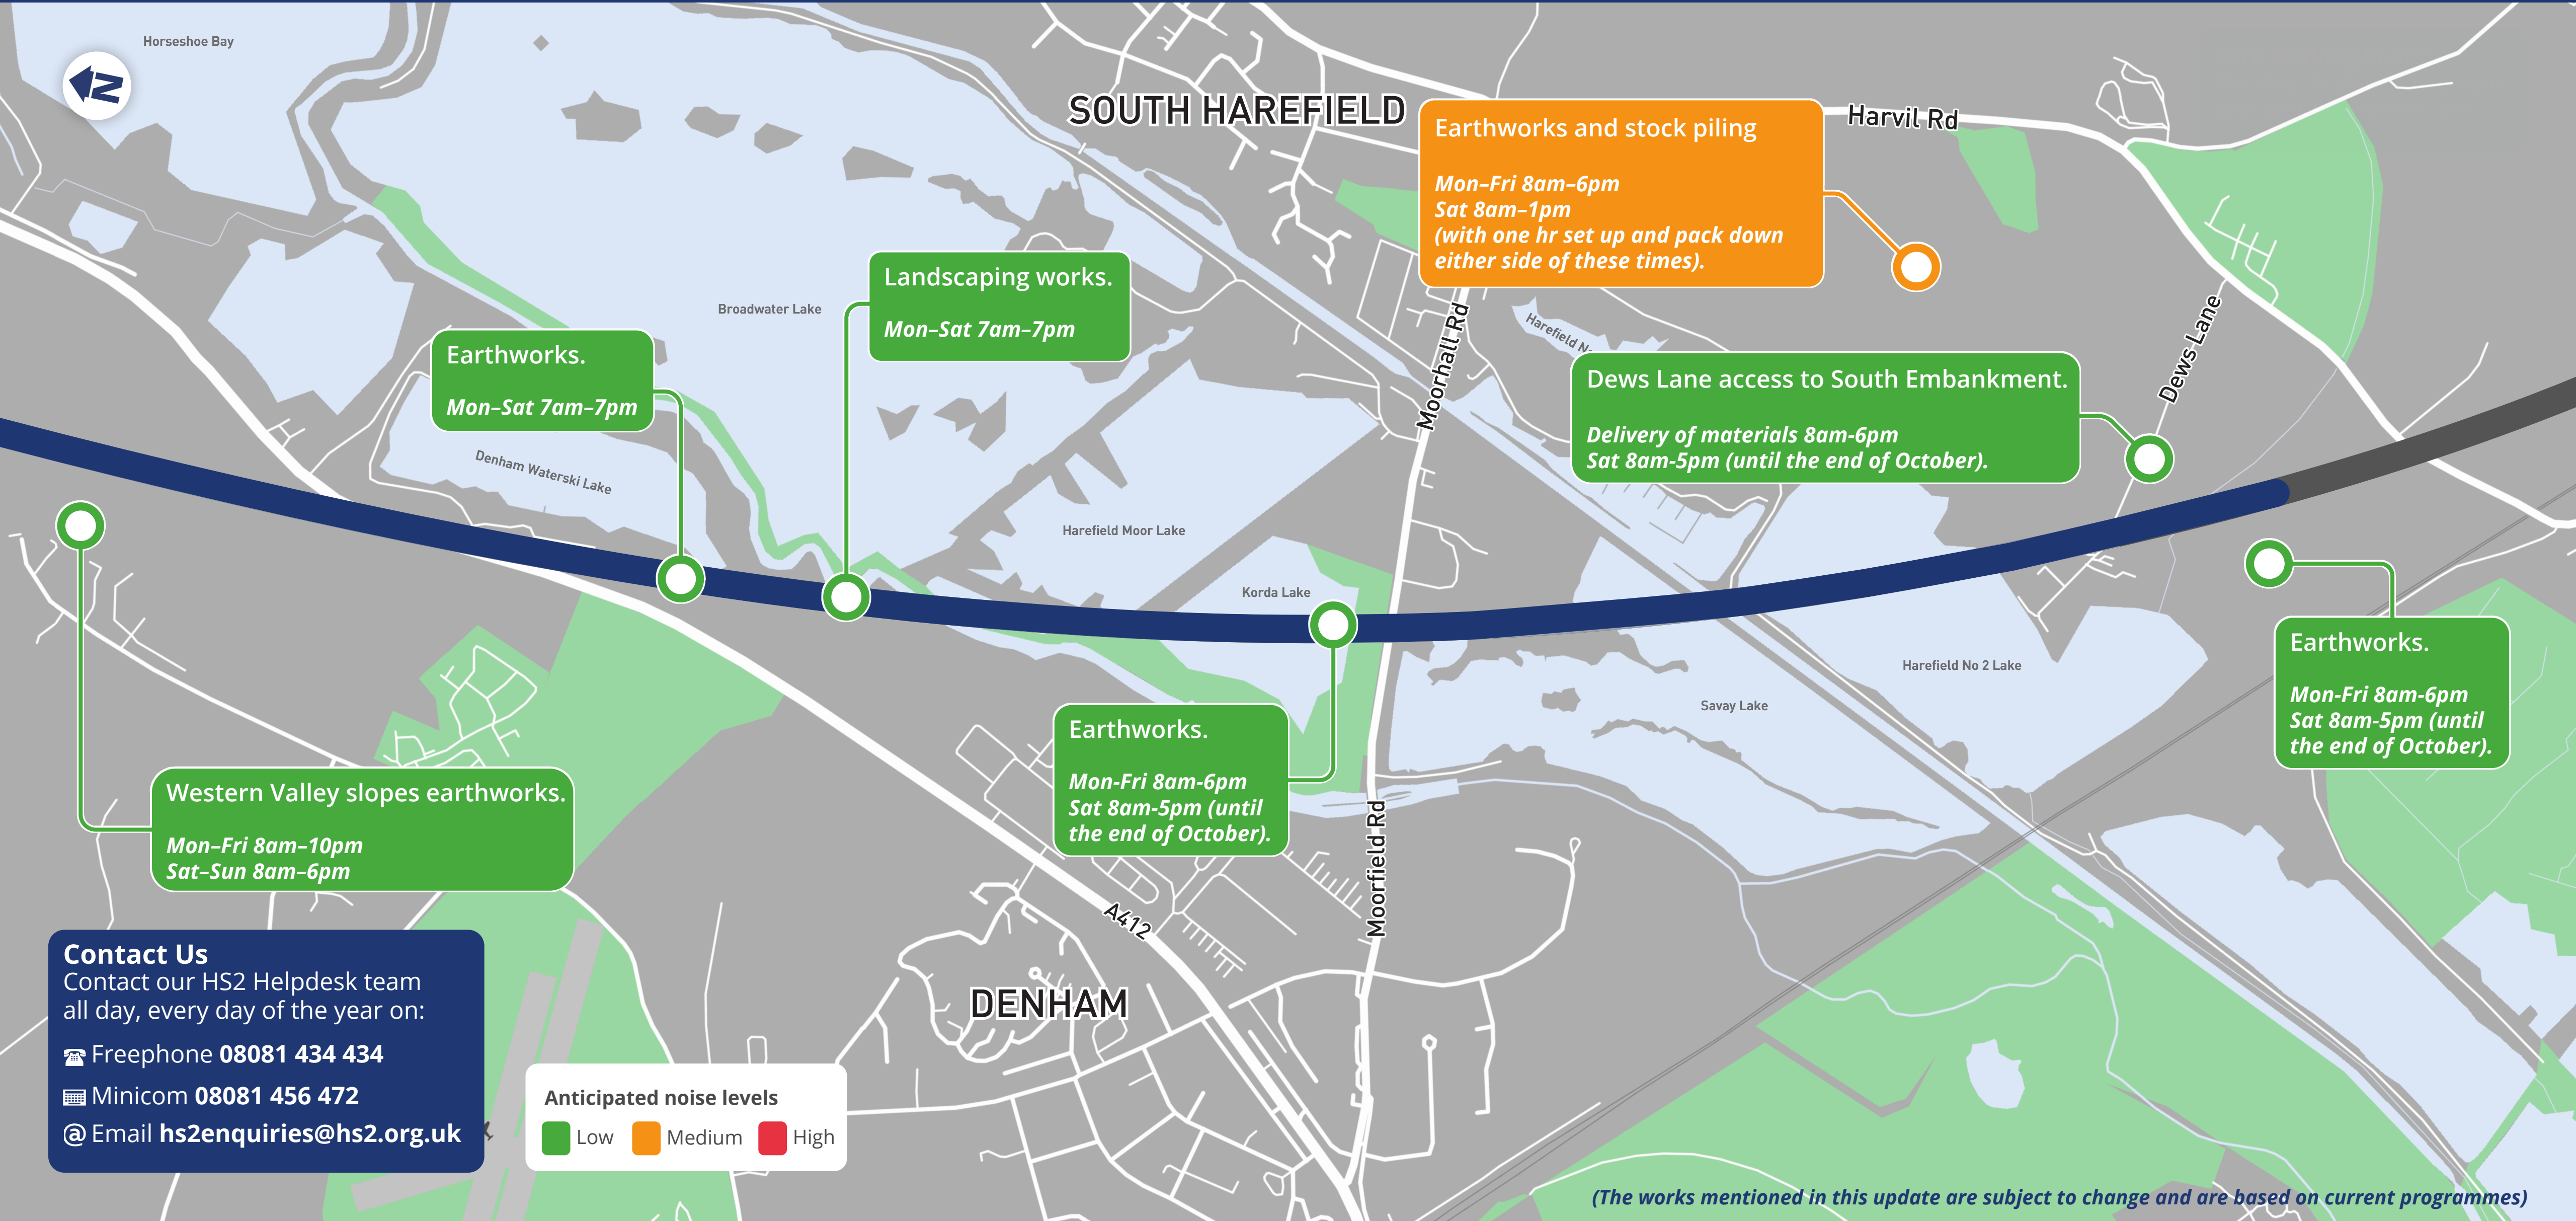 Horseshoe Bay
N
SOUTH HAREFIELD
Harvil Rd
Earthworks and stock piling
Mon–Fri 8am–6pm
Sat 8am–1pm
(with one hr set up and pack down
either side of these times).
Landscaping works.
Mon–Sat 7am–7pm
Broadwater Lake
Earthworks.
Mon–Sat 7am–7pm
Denham Waterski Lake
Moorhall Rd
Harefield
Dews Lane
Dews Lane access to South Embankment.
Delivery of materials 8am-6pm
Sat 8am-5pm (until the end of October).
Harefield Moor Lake
Korda Lake
Harefield No 2 Lake
Savay Lake
Earthworks.
Mon-Fri 8am-6pm
Sat 8am-5pm (until
the end of October).
Earthworks.
Mon-Fri 8am-6pm
Sat 8am-5pm (until
the end of October).
Western Valley slopes earthworks.
Mon–Fri 8am–10pm
Sat–Sun 8am–6pm
Moorfield Rd
A412
DENHAM
Contact Us
Contact our HS2 Helpdesk team
all day, every day of the year on:
Freephone 08081 434 434
Minicom 08081 456 472
@ Email hs2enquiries@hs2.org.uk
Anticipated noise levels
Low Medium High
(The works mentioned in this update are subject to change and are based on current programmes)